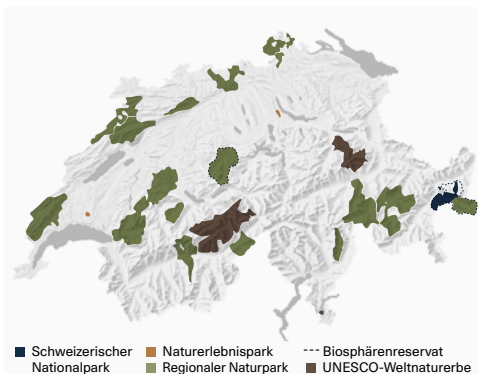 Schweizerischer
Nationalpark
Naturerlebnispark
Regionaler Naturpark
Biosphärenreservat
UNESCO-Weltnaturerbe